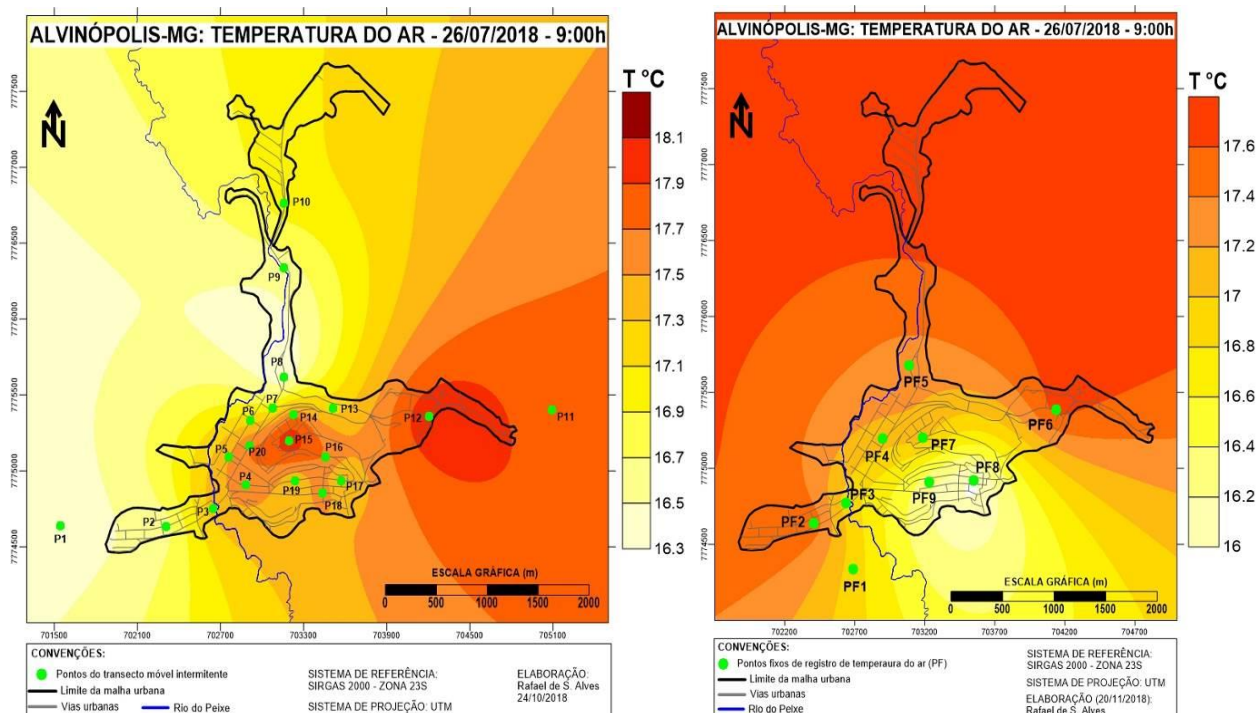 ALVINÓPOLIS-MG: TEMPERATURA DO AR - 26/07/2018 - 9:00h
T °C
N
7777500
7777000
7776500
7776000
7775500
7775000
7774500
18.1
17.9
17.7
17.5
17.3
17.1
16.9
16.7
16.5
16.3
P10
P9
P8
P7
P6
P14
P13
P12
P11
P15
P20
P16
P5
P4
P19
P17
P18
P3
P2
P1
ESCALA GRÁFICA (m)
0 500 1000 1500 2000
701500 702100 702700 703300 703900 704500 705100
CONVENÇÕES:
Pontos do transecto móvel intermitente
Limite da malha urbana
Vias urbanas
Rio do Peixe
SISTEMA DE REFERÊNCIA:
SIRGAS 2000 - ZONA 23S
SISTEMA DE PROJEÇÃO: UTM
ELABORAÇÃO:
Rafael de S. Alves
24/10/2018
ALVINÓPOLIS-MG: TEMPERATURA DO AR - 26/07/2018 - 9:00h
T °C
N
7777500
7777000
7776500
7776000
7775500
7775000
7774500
17.6
17.4
17.2
17
16.8
16.6
16.4
16.2
16
PF5
PF6
PF4
PF7
PF8
PF9
PF3
PF2
PF1
ESCALA GRÁFICA (m)
0 500 1000 1500 2000
702200 702700 703200 703700 704200 704700
CONVENÇÕES:
Pontos fixos de registro de temperaura do ar (PF)
Limite da malha urbana
Vias urbanas
Rio do Peixe
SISTEMA DE REFERÊNCIA:
SIRGAS 2000 - ZONA 23S
SISTEMA DE PROJEÇÃO: UTM
ELABORAÇÃO (20/11/2018):
Rafael de S. Alves